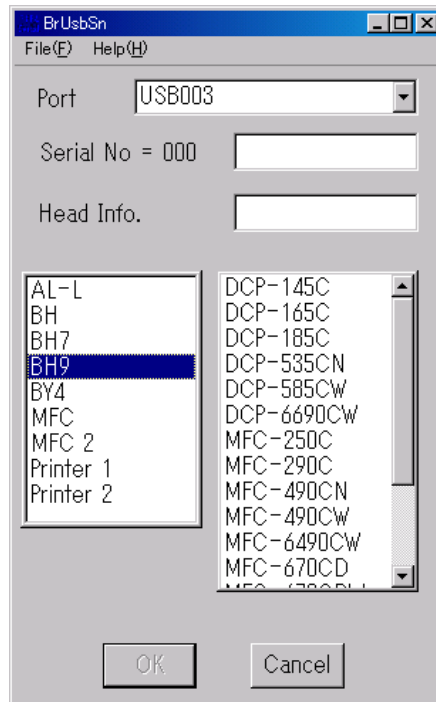 BrUsbSn
File(F) Help(H)
Port USB003
Serial No = 000
Head Info.
AL-L
BH
BH7
BH9
BY4
MFC
MFC 2
Printer 1
Printer 2
DCP-145C
DCP-165C
DCP-185C
DCP-535CN
DCP-585CW
DCP-6690CW
MFC-250C
MFC-290C
MFC-490CN
MFC-490CW
MFC-6490CW
MFC-670CD
OK Cancel